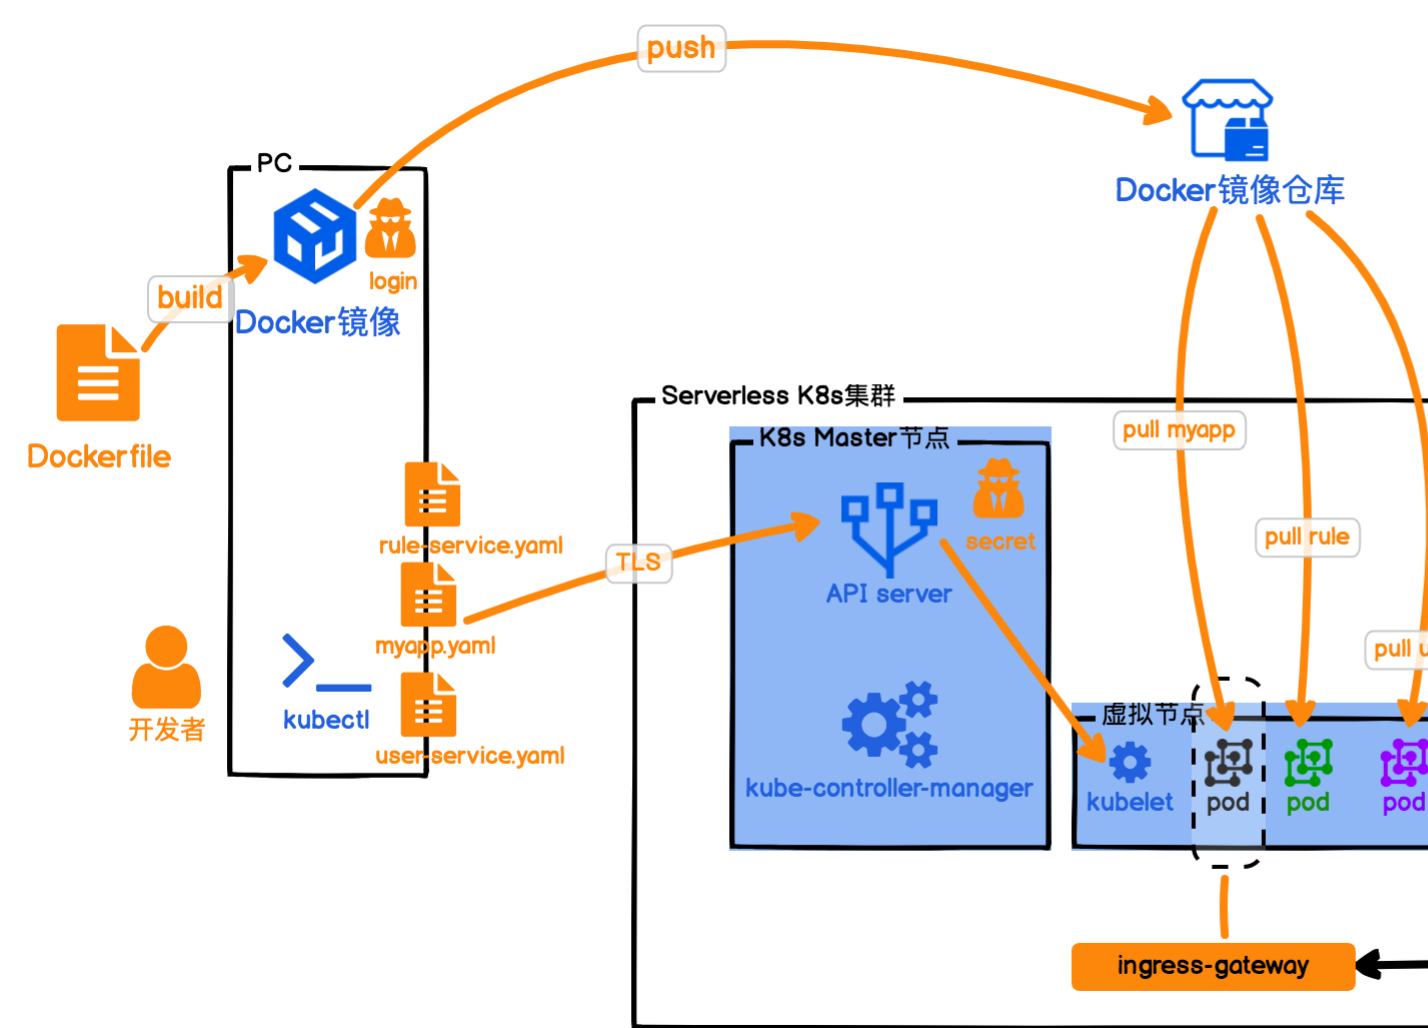 push
Docker镜像仓库
PC
login
build
Docker镜像
Dockerfile
Serverless K8s集群
K8s Master节点
pull myapp
secret
rule-service.yaml
TLS
pull rule
API server
myapp.yaml
pull u
开发者
kubectl
user-service.yaml
虚拟节点
kube-controller-manager
kubelet
pod
pod
pod
ingress-gateway